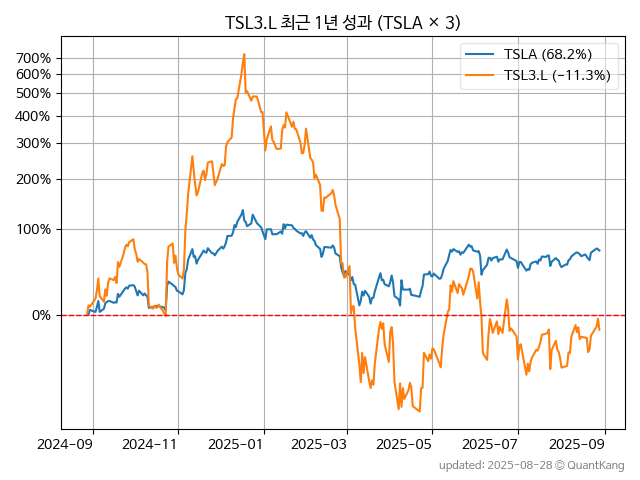 TSL3.L 최근 1년 성과 (TSLA × 3)
TSLA (68.2%)
TSL3.L (−11.3%)
700%
600%
500%
400%
300%
200%
100%
0%
2024-09 2024-11 2025-01 2025-03 2025-05 2025-07 2025-09
updated: 2025-08-28 © QuantKang